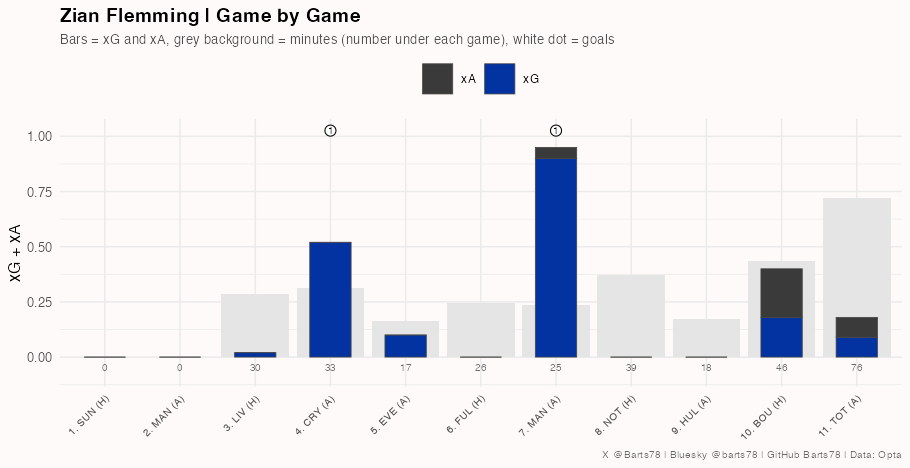 Zian Flemming | Game by Game
Bars = xG and xA, grey background = minutes (number under each game), white dot = goals
xA xG
1 1
1.00
0.75
0.50
0.25
0.00
xG + xA
0 0 30 33 17 26 25 39 18 46 76
1. SUN (H) 2. MAN (A) 3. LIV (H) 4. CRY (A) 5. EVE (A) 6. FUL (H) 7. MAN (A) 8. NOT (H) 9. HUL (A) 10. BOU (H) 11. TOT (A)
X @Barts78 | Bluesky @barts78 | GitHub Barts78 | Data: Opta